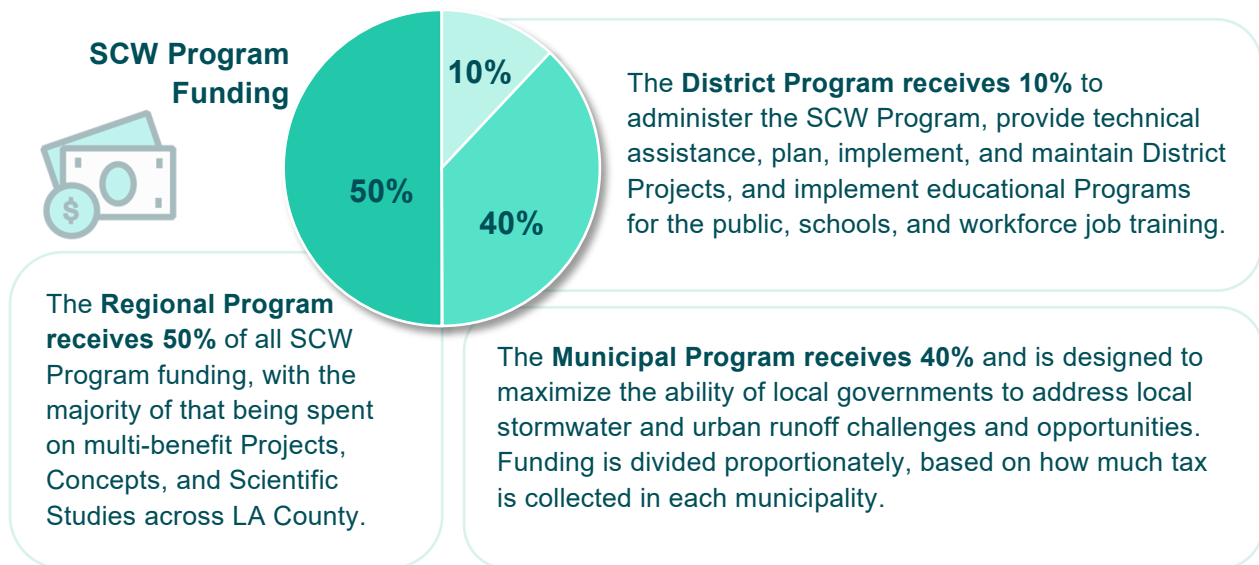 SCW Program
Funding
$
10%
50%
40%
The District Program receives 10% to
administer the SCW Program, provide technical
assistance, plan, implement, and maintain District
Projects, and implement educational Programs
for the public, schools, and workforce job training.
The Regional Program
receives 50% of all SCW
Program funding, with the
majority of that being spent
on multi-benefit Projects,
Concepts, and Scientific
Studies across LA County.
The Municipal Program receives 40% and is designed to
maximize the ability of local governments to address local
stormwater and urban runoff challenges and opportunities.
Funding is divided proportionately, based on how much tax
is collected in each municipality.